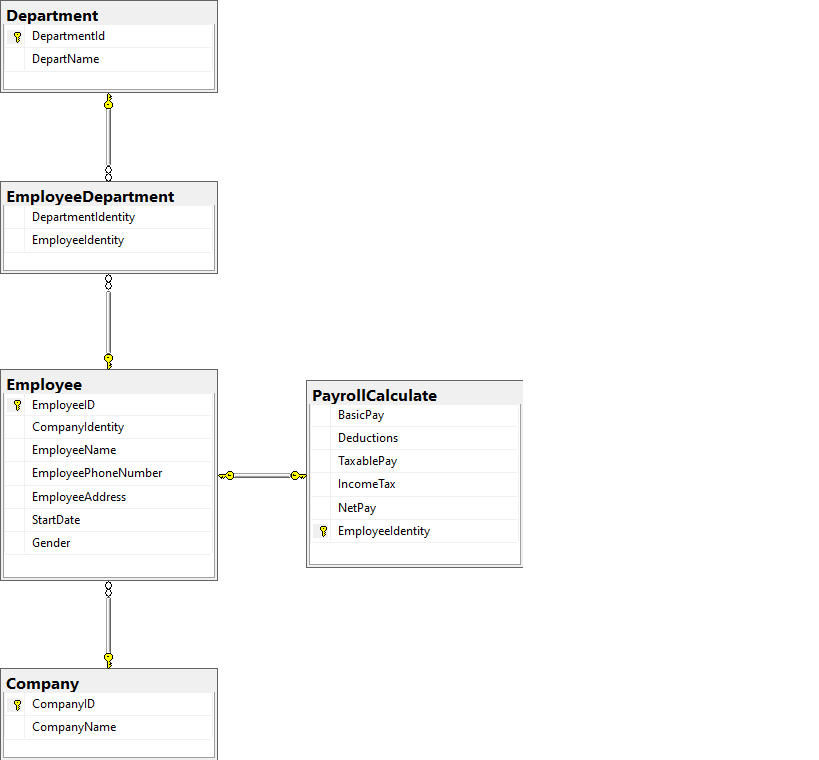 Department
DepartmentId
DepartName
EmployeeDepartment
DepartmentIdentity
EmployeeIdentity
Employee
EmployeeID
CompanyIdentity
EmployeeName
EmployeePhoneNumber
EmployeeAddress
StartDate
Gender
PayrollCalculate
BasicPay
Deductions
TaxablePay
IncomeTax
NetPay
EmployeeIdentity
Company
CompanyID
CompanyName